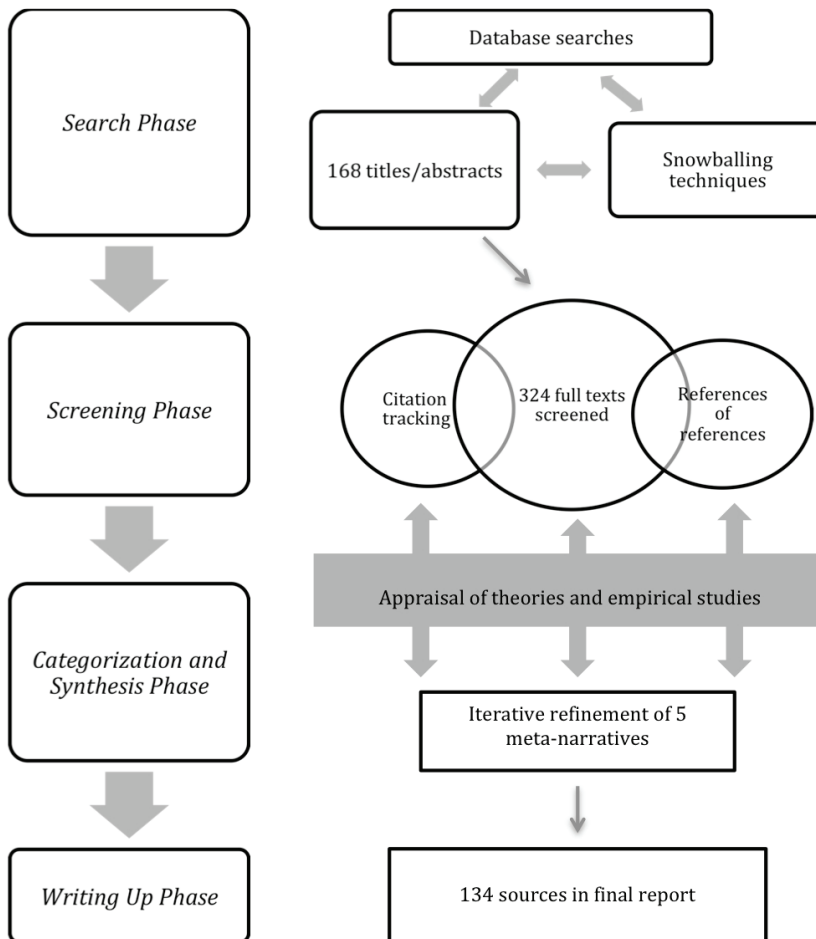 Search Phase
Database searches
168 titles/abstracts
Snowballing
techniques
Screening Phase
Citation
tracking
324 full texts
screened
References
of
references
Categorization and
Synthesis Phase
Appraisal of theories and empirical studies
Iterative refinement of 5
meta-narratives
Writing Up Phase
134 sources in final report